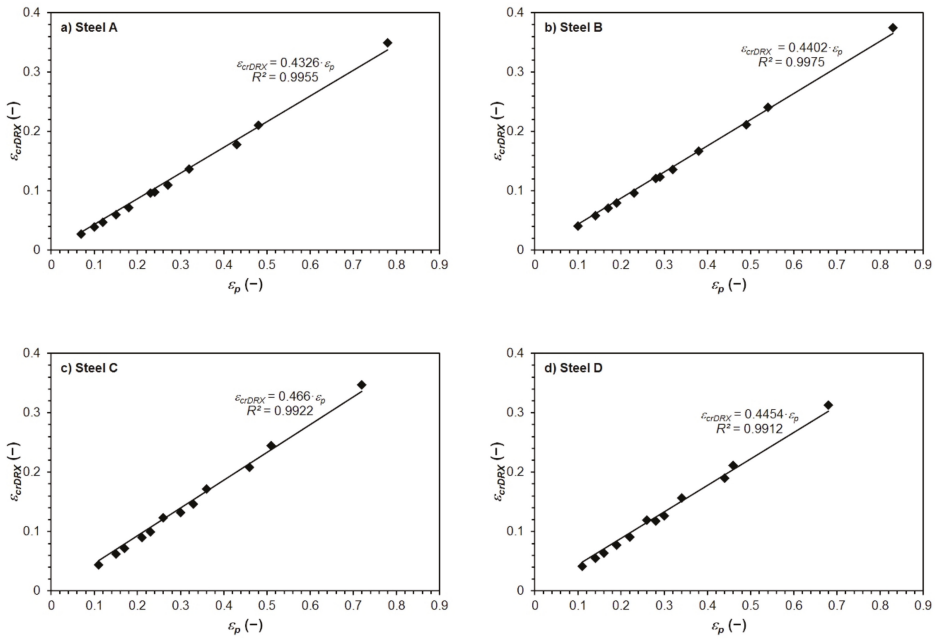 a) Steel A
εcrDRX = 0.4326·εp
R² = 0.9955
εcrDRX (−)
0.4
0.3
0.2
0.1
0
0 0.1 0.2 0.3 0.4 0.5 0.6 0.7 0.8 0.9
εp (−)
b) Steel B
εcrDRX = 0.4402·εp
R² = 0.9975
εcrDRX (−)
0.4
0.3
0.2
0.1
0
0 0.1 0.2 0.3 0.4 0.5 0.6 0.7 0.8 0.9
εp (−)
c) Steel C
εcrDRX = 0.466·εp
R² = 0.9922
εcrDRX (−)
0.4
0.3
0.2
0.1
0
0 0.1 0.2 0.3 0.4 0.5 0.6 0.7 0.8 0.9
εp (−)
d) Steel D
εcrDRX = 0.4454·εp
R² = 0.9912
εcrDRX (−)
0.4
0.3
0.2
0.1
0
0 0.1 0.2 0.3 0.4 0.5 0.6 0.7 0.8 0.9
εp (−)